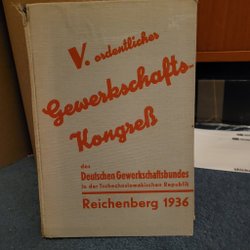 V. ordentlicher
Gewerkschafts-
Kongreß
des
Deutschen Gewerkschaftsbundes
in der Tschechoslowakischen Republik
Reichenberg 1936